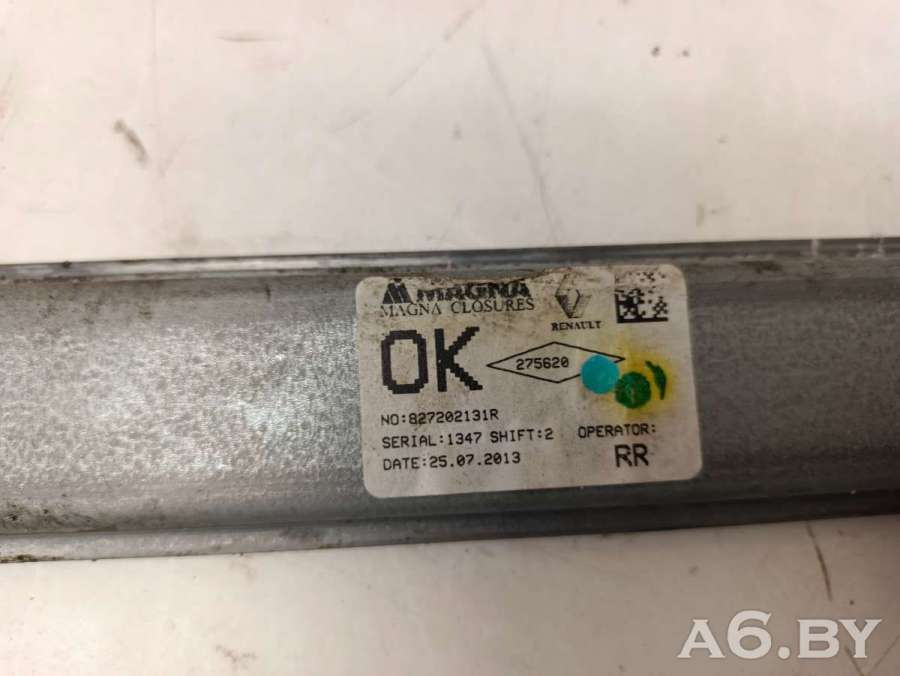 MAGNA
MAGNA CLOSURES
RENAULT
OK
275620
NO:827202131R
SERIAL:1347 SHIFT:2
OPERATOR:
DATE:25.07.2013
RR
A6.BY